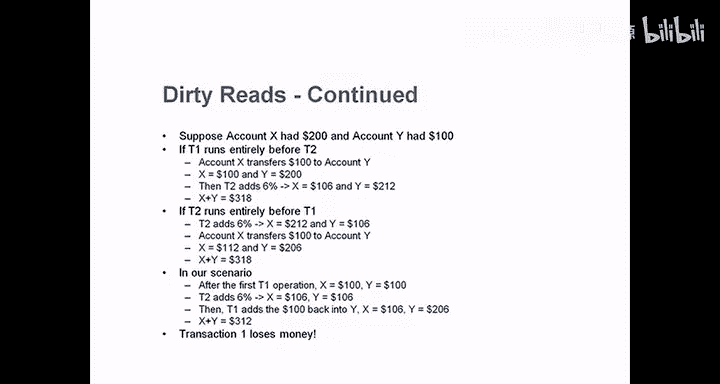 bilibili
Dirty Reads - Continued
• Suppose Account X had $200 and Account Y had $100
• If T1 runs entirely before T2
– Account X transfers $100 to Account Y
– X = $100 and Y = $200
– Then T2 adds 6% -> X = $106 and Y = $212
– X+Y = $318
• If T2 runs entirely before T1
– T2 adds 6% -> X = $212 and Y = $106
– Account X transfers $100 to Account Y
– X = $112 and Y = $206
– X+Y = $318
• In our scenario
– After the first T1 operation, X = $100, Y = $100
– T2 adds 6% -> X = $106, Y = $106
– Then, T1 adds the $100 back into Y, X = $106, Y = $206
– X+Y = $312
• Transaction 1 loses money!